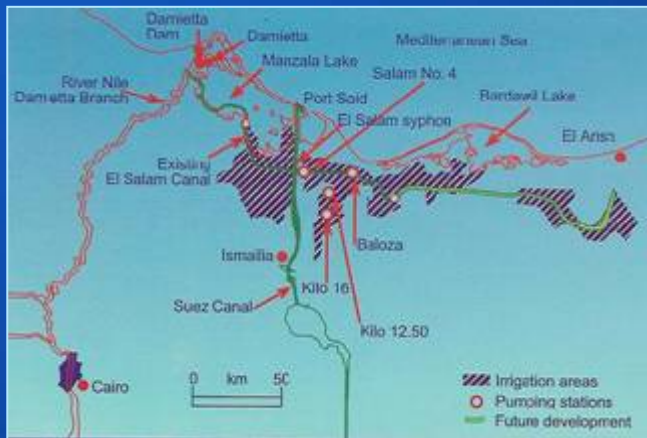 Damietta
Dam
Damietta
Mediteranean Sea
Manzala Lake
Salam No. 4
River Nile
Damietta Branch
Port Said
Bardawil Lake
El Salam syphon
El Arish
Existing
El Salam Canal
Baloza
Ismailia
Kilo 16
Suez Canal
Kilo 12.50
Cairo
0 km 50
Irrigetion areas
Pumping stations
Future development